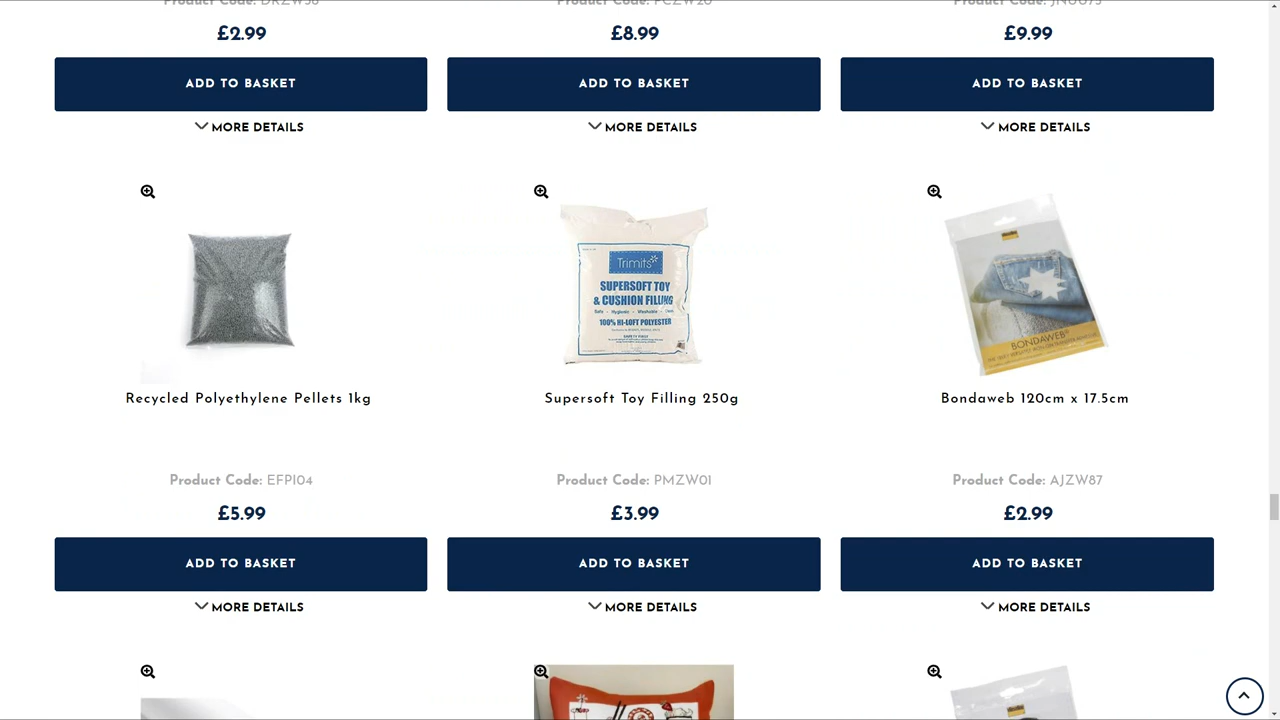 £2.99
£8.99
£9.99
ADD TO BASKET
ADD TO BASKET
ADD TO BASKET
MORE DETAILS
MORE DETAILS
MORE DETAILS
Trimits
SUPERSOFT TOY
& CUSHION FILLING
100% HI-LOFT POLYESTER
BONDAWEB
Recycled Polyethylene Pellets 1kg
Supersoft Toy Filling 250g
Bondaweb 120cm x 17.5cm
Product Code: EFPI04
Product Code: PMZW01
Product Code: AJZW87
£5.99
£3.99
£2.99
ADD TO BASKET
ADD TO BASKET
ADD TO BASKET
MORE DETAILS
MORE DETAILS
MORE DETAILS